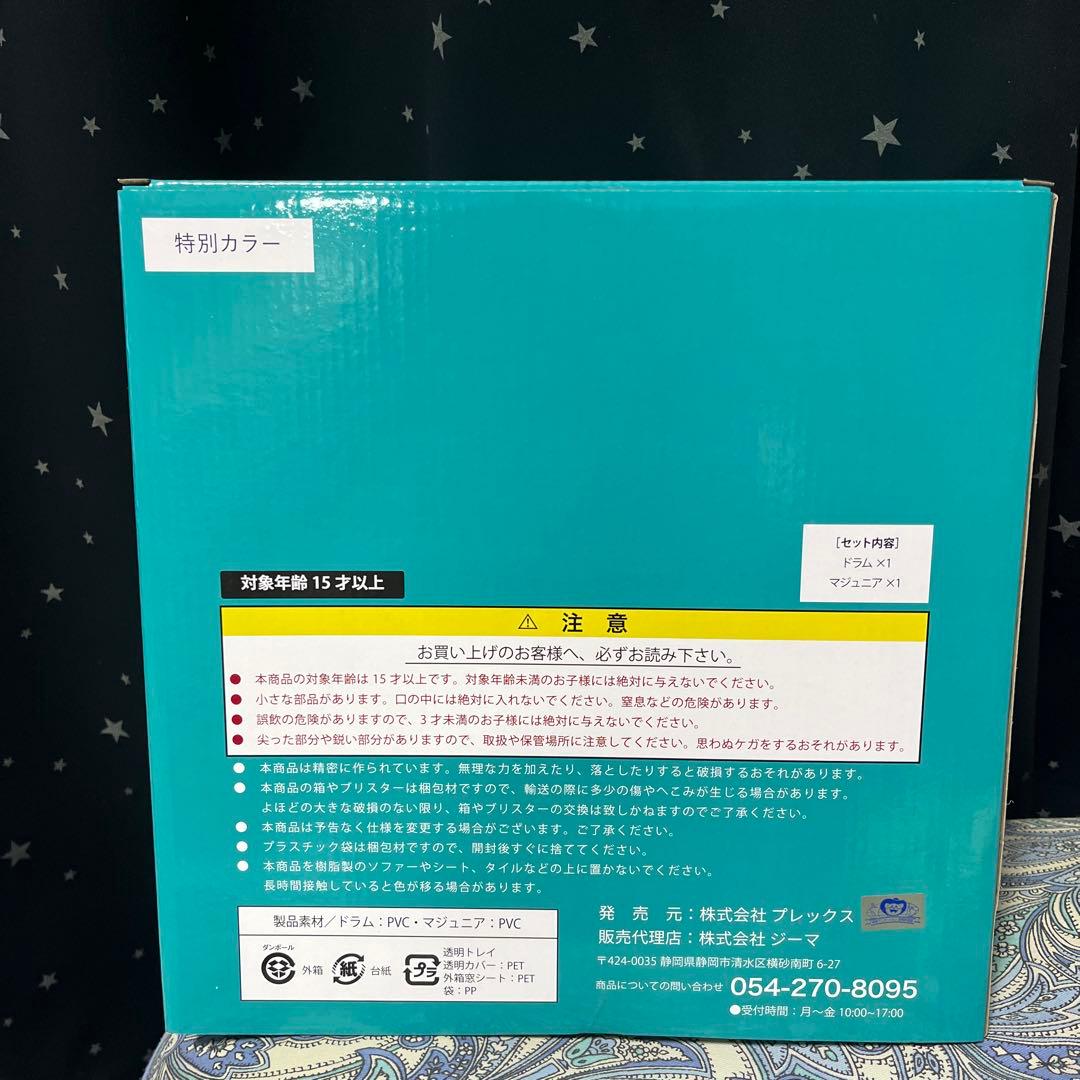 特別カラー
[セット内容]
ドラム ×1
マジュニア ×1
対象年齢 15 才以上
⚠ 注 意
お買い上げのお客様へ、必ずお読み下さい。
● 本商品の対象年齢は 15 才以上です。対象年齢未満のお子様には絶対に与えないでください。
● 小さな部品があります。口の中には絶対に入れないでください。窒息などの危険があります。
● 誤飲の危険がありますので、3 才未満のお子様には絶対に与えないでください。
● 尖った部分や鋭い部分がありますので、取扱や保管場所に注意してください。思わぬケガをするおそれがあります。
● 本商品は精密に作られています。無理な力を加えたり、落としたりすると破損するおそれがあります。
● 本商品の箱やブリスターは梱包材ですので、輸送の際に多少の傷やへこみが生じる場合があります。
よほどの大きな破損のない限り、箱やブリスターの交換は致しかねますのでご了承ください。
● 本商品は予告なく仕様を変更する場合がございます。ご了承ください。
● プラスチック袋は梱包材ですので、開封後すぐに捨ててください。
● 本商品を樹脂製のソファーやシート、タイルなどの上に置かないでください。
長時間接触していると色が移る場合があります。
製品素材／ドラム：PVC・マジュニア：PVC
ダンボール
外箱
紙
台紙
プラ
透明トレイ
透明カバー：PET
外箱窓シート：PET
袋：PP
発 売 元：株式会社 プレックス
販売代理店：株式会社 ジーマ
〒424-0035 静岡県静岡市清水区横砂南町 6-27
商品についての問い合わせ 054-270-8095
●受付時間：月〜金 10:00~17:00